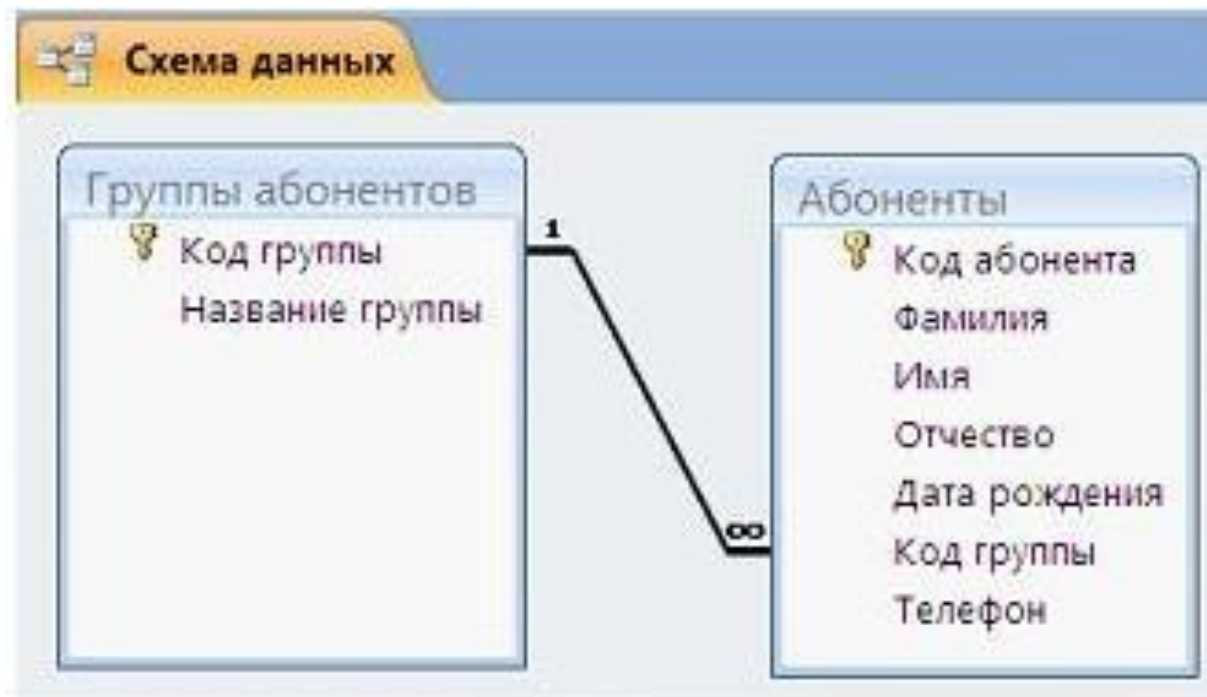 Схема данных
Группы абонентов
Код группы
Название группы
1
∞
Абоненты
Код абонента
Фамилия
Имя
Отчество
Дата рождения
Код группы
Телефон